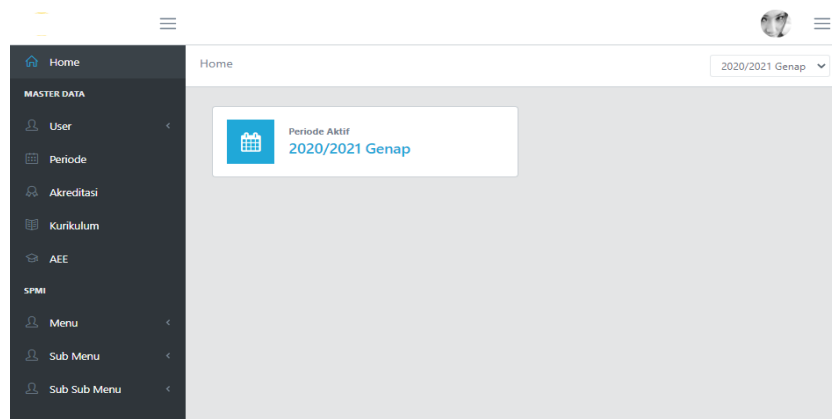 Home
Home
2020/2021 Genap
MASTER DATA
User
Periode
Akreditasi
Kurikulum
AEE
SPMI
Menu
Sub Menu
Sub Sub Menu
Periode Aktif
2020/2021 Genap